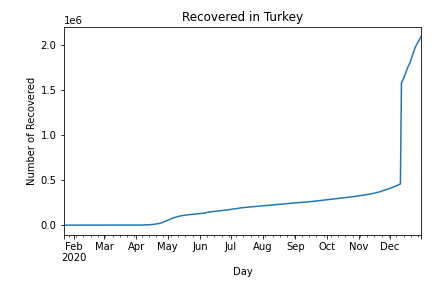 Recovered in Turkey
1e6
2.0
1.5
1.0
0.5
0.0
Number of Recovered
Feb Mar Apr May Jun Jul Aug Sep Oct Nov Dec
2020
Day